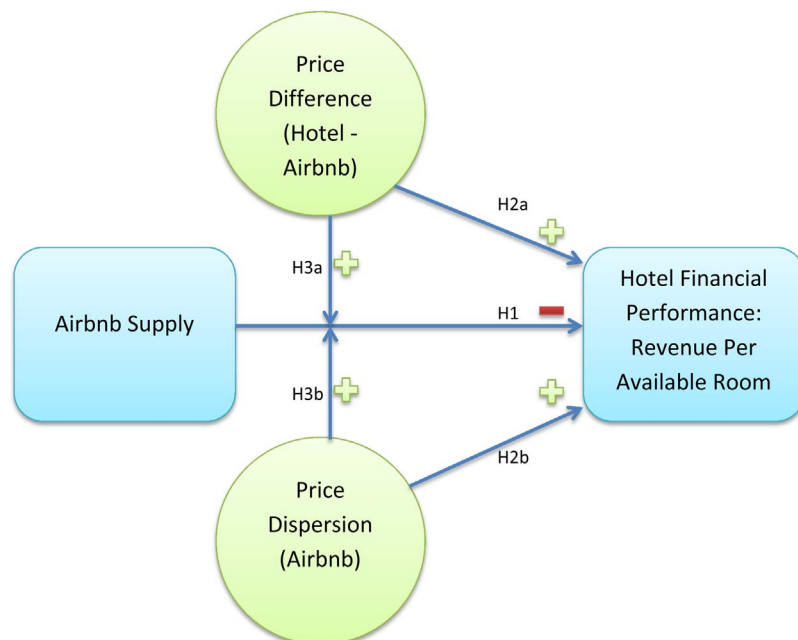 Price
Difference
(Hotel -
Airbnb)
H2a
H3a
Airbnb Supply
H1
Hotel Financial
Performance:
Revenue Per
Available Room
H3b
H2b
Price
Dispersion
(Airbnb)